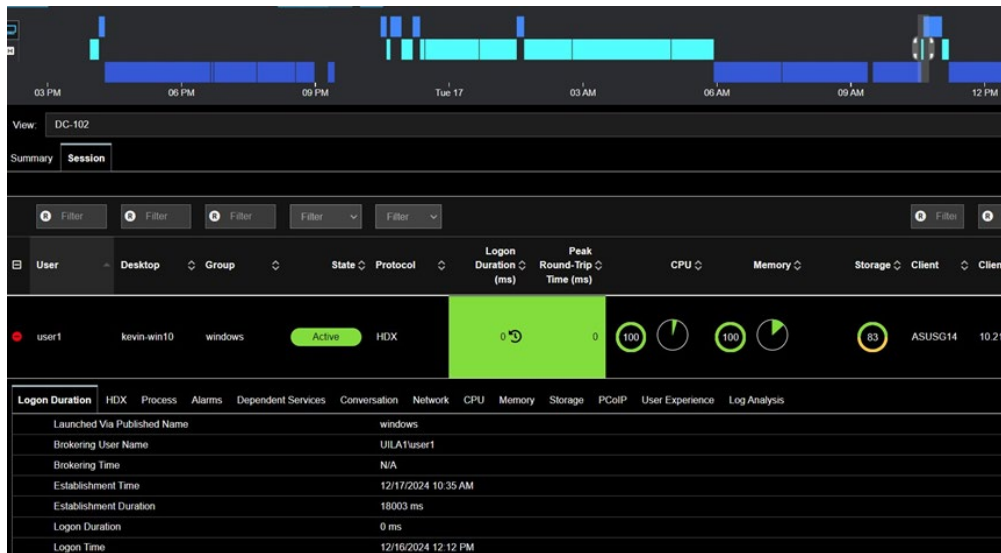 H
03 PM 06 PM 09 PM Tue 17 03 AM 06 AM 09 AM 12 PM
View: DC-102
Summary Session
R Filter R Filter R Filter Filter Filter R Filter R
User Desktop Group State Protocol Logon Duration (ms) Peak Round-Trip Time (ms) CPU Memory Storage Client Clien
user1 kevin-win10 windows Active HDX 0 0 100 100 83 ASUSG14 10.21
Logon Duration HDX Process Alarms Dependent Services Conversation Network CPU Memory Storage PCoIP User Experience Log Analysis
Launched Via Published Name windows
Brokering User Name UILA1\user1
Brokering Time N/A
Establishment Time 12/17/2024 10:35 AM
Establishment Duration 18003 ms
Logon Duration 0 ms
Logon Time 12/16/2024 12:12 PM